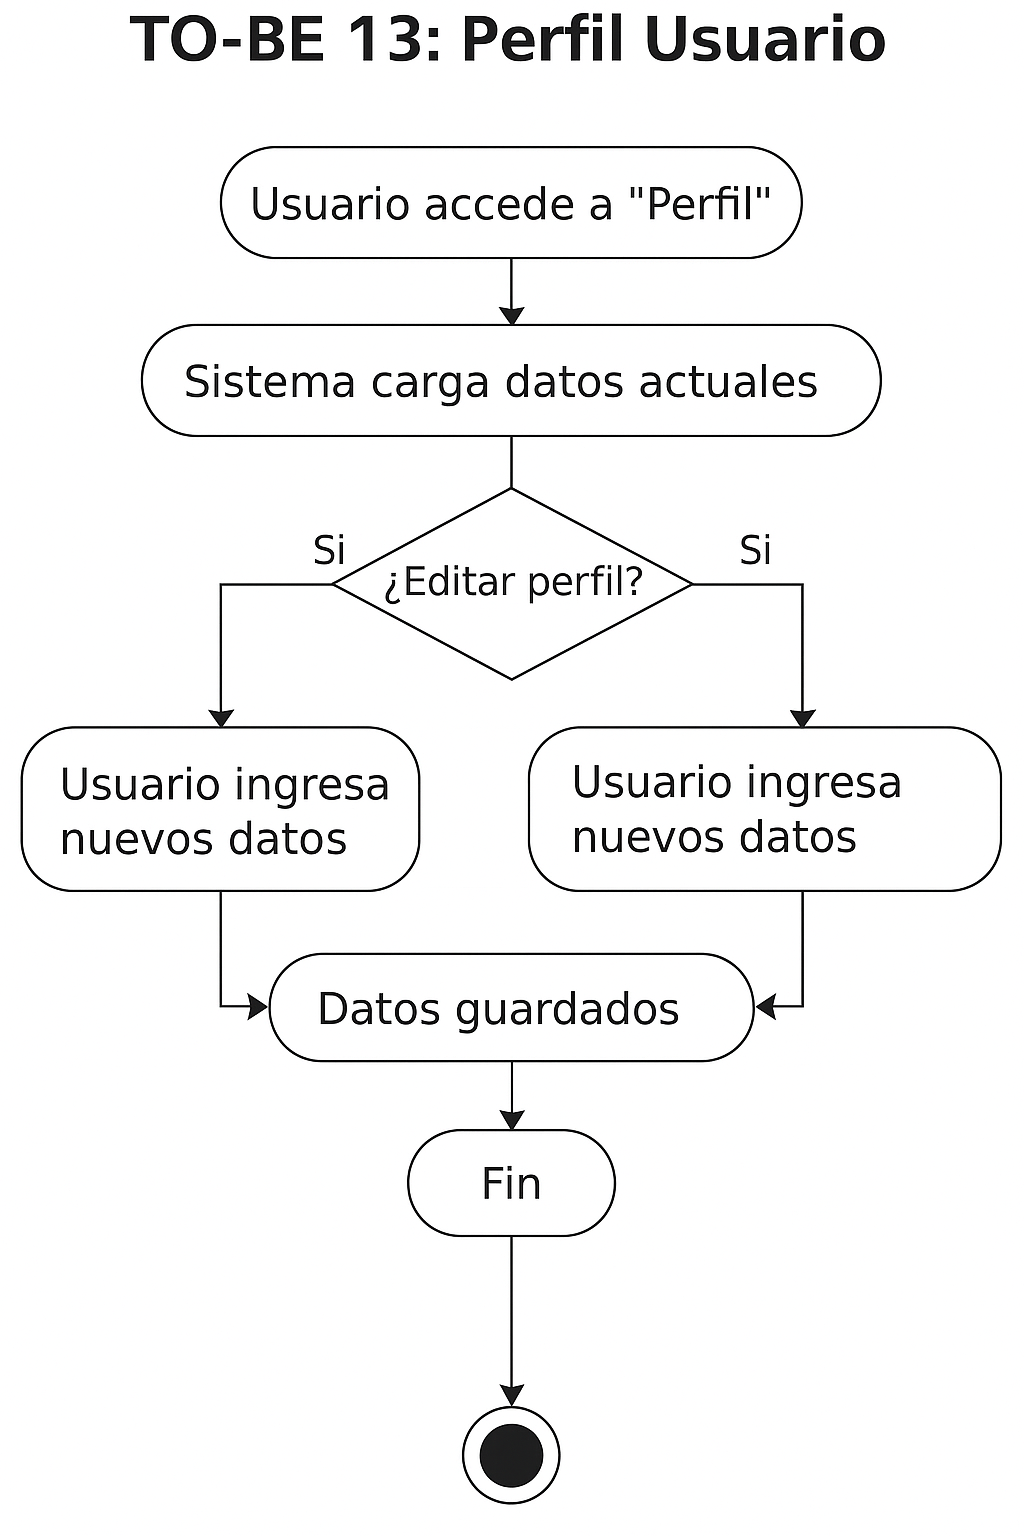 TO-BE 13: Perfil Usuario
Usuario accede a "Perfil"
Sistema carga datos actuales
Si
Si
¿Editar perfil?
Usuario ingresa
nuevos datos
Usuario ingresa
nuevos datos
Datos guardados
Fin